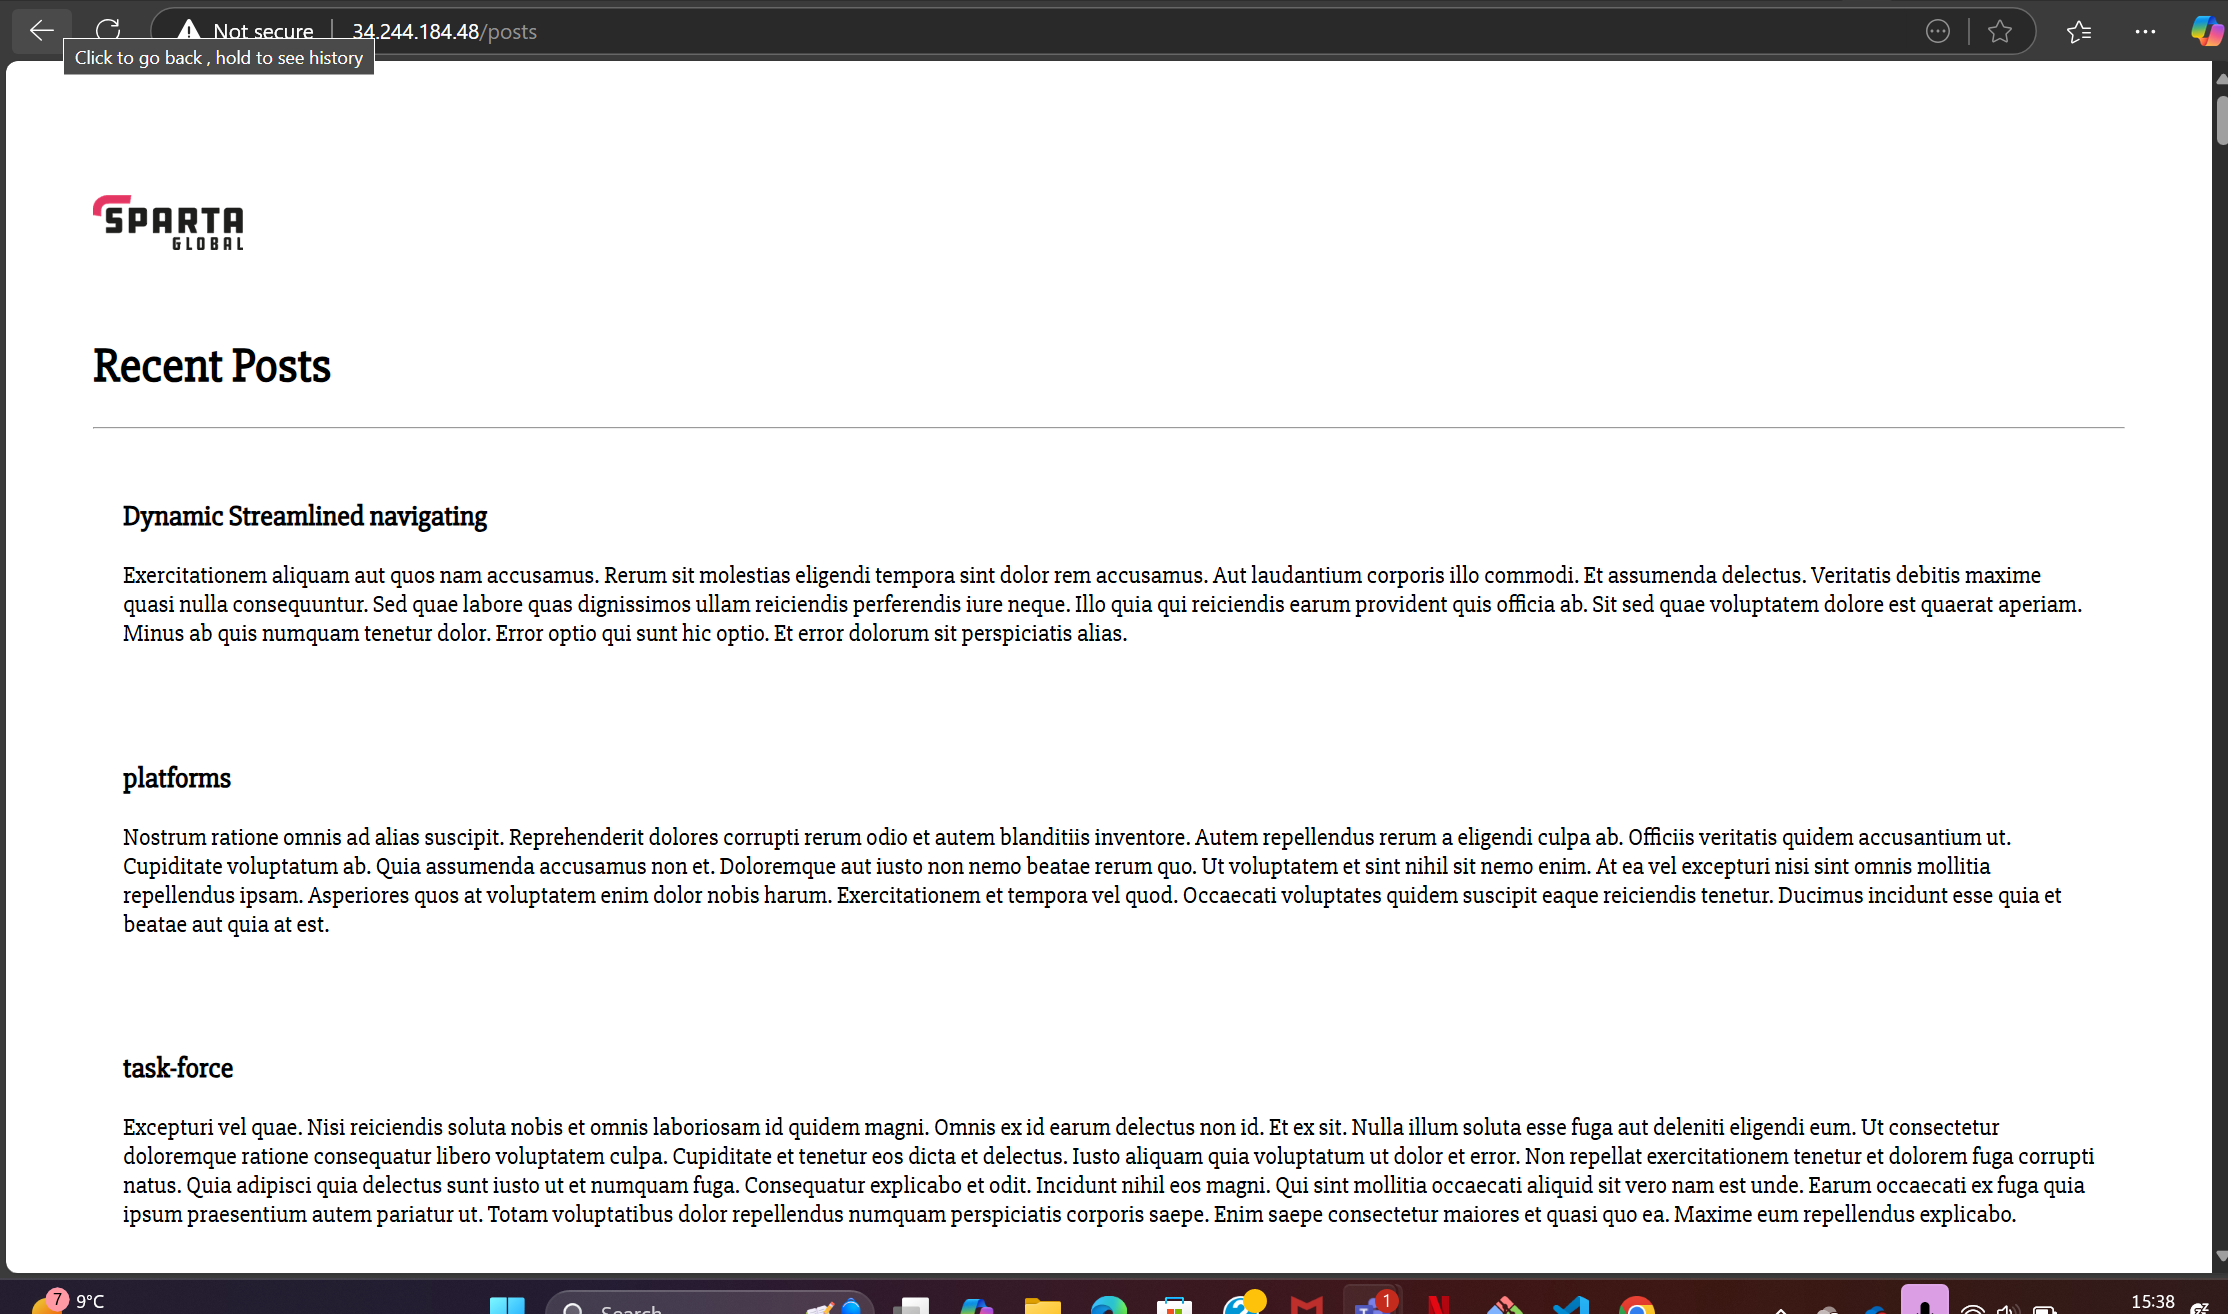 Not secure
34.244.184.48/posts
Click to go back , hold to see history
SPARTA
GLOBAL
Recent Posts
Dynamic Streamlined navigating
Exercitationem aliquam aut quos nam accusamus. Rerum sit molestias eligendi tempora sint dolor rem accusamus. Aut laudantium corporis illo commodi. Et assumenda delectus. Veritatis debitis maxime
quasi nulla consequuntur. Sed quae labore quas dignissimos ullam reiciendis perferendis iure neque. Illo quia qui reiciendis earum provident quis officia ab. Sit sed quae voluptatem dolore est quaerat aperiam.
Minus ab quis numquam tenetur dolor. Error optio qui sunt hic optio. Et error dolorum sit perspiciatis alias.
platforms
Nostrum ratione omnis ad alias suscipit. Reprehenderit dolores corrupti rerum odio et autem blanditiis inventore. Autem repellendus rerum a eligendi culpa ab. Officiis veritatis quidem accusantium ut.
Cupiditate voluptatum ab. Quia assumenda accusamus non et. Doloremque aut iusto non nemo beatae rerum quo. Ut voluptatem et sint nihil sit nemo enim. At ea vel excepturi nisi sint omnis mollitia
repellendus ipsam. Asperiores quos at voluptatem enim dolor nobis harum. Exercitationem et tempora vel quod. Occaecati voluptates quidem suscipit eaque reiciendis tenetur. Ducimus incidunt esse quia et
beatae aut quia at est.
task-force
Excepturi vel quae. Nisi reiciendis soluta nobis et omnis laboriosam id quidem magni. Omnis ex id earum delectus non id. Et ex sit. Nulla illum soluta esse fuga aut deleniti eligendi eum. Ut consectetur
doloremque ratione consequatur libero voluptatem culpa. Cupiditate et tenetur eos dicta et delectus. Iusto aliquam quia voluptatum ut dolor et error. Non repellat exercitationem tenetur et dolorem fuga corrupti
natus. Quia adipisci quia delectus sunt iusto ut et numquam fuga. Consequatur explicabo et odit. Incidunt nihil eos magni. Qui sint mollitia occaecati aliquid sit vero nam est unde. Earum occaecati ex fuga quia
ipsum praesentium autem pariatur ut. Totam voluptatibus dolor repellendus numquam perspiciatis corporis saepe. Enim saepe consectetur maiores et quasi quo ea. Maxime eum repellendus explicabo.
7
9°C
Search
1
15:38